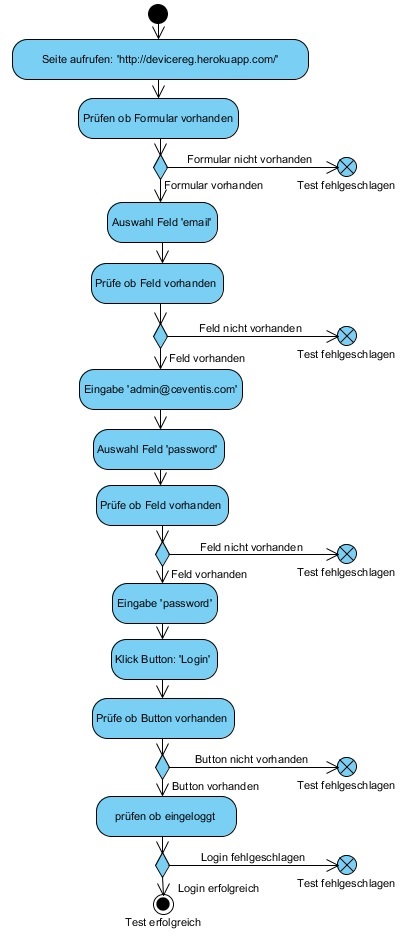 Seite aufrufen: "http://devicereg.herokuapp.com/"
Prüfen ob Formular vorhanden
Formular nicht vorhanden
Test fehlgeschlagen
Formular vorhanden
Auswahl Feld 'email'
Prüfe ob Feld vorhanden
Feld nicht vorhanden
Test fehlgeschlagen
Feld vorhanden
Eingabe 'admin@ceventis.com'
Auswahl Feld 'password'
Prüfe ob Feld vorhanden
Feld nicht vorhanden
Test fehlgeschlagen
Feld vorhanden
Eingabe 'password'
Klick Button: 'Login'
Prüfe ob Button vorhanden
Button nicht vorhanden
Test fehlgeschlagen
Button vorhanden
prüfen ob eingeloggt
Login fehlgeschlagen
Test fehlgeschlagen
Login erfolgreich
Test erfolgreich